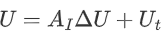 U = A_I ΔU + U_t